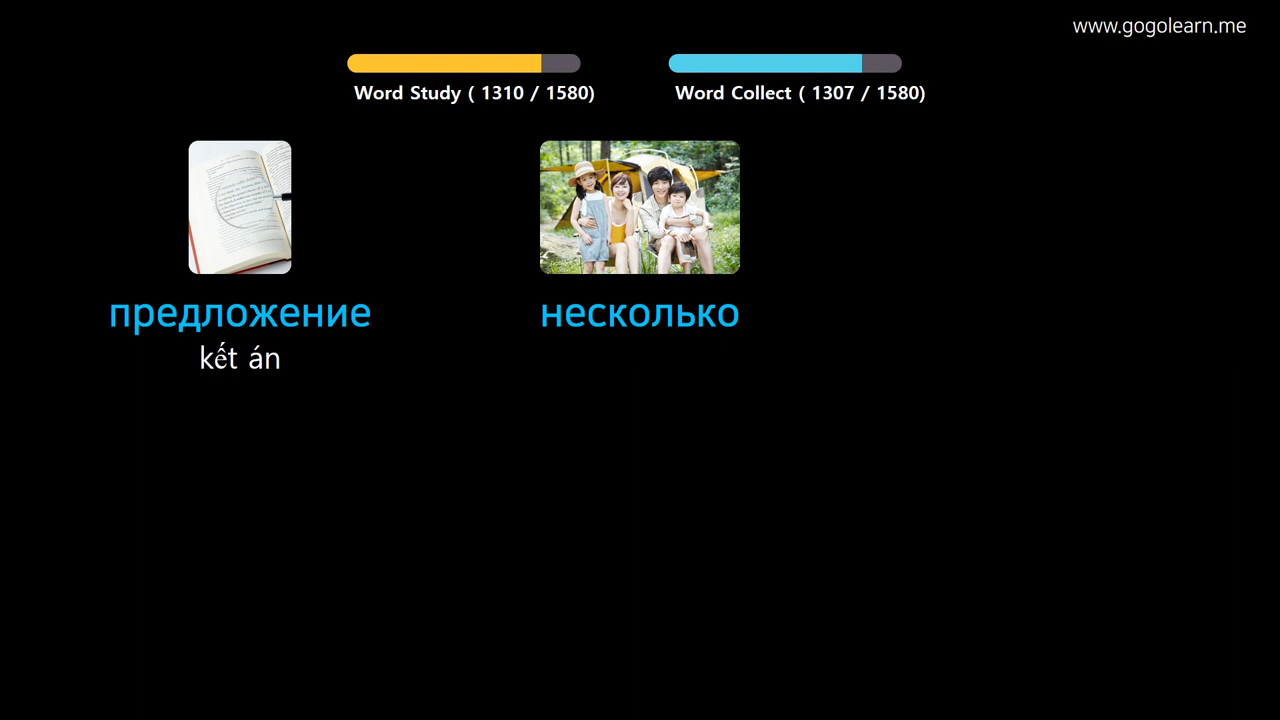 www.gogolearn.me
Word Study ( 1310 / 1580)
Word Collect ( 1307 / 1580)
предложение
несколько
kết án